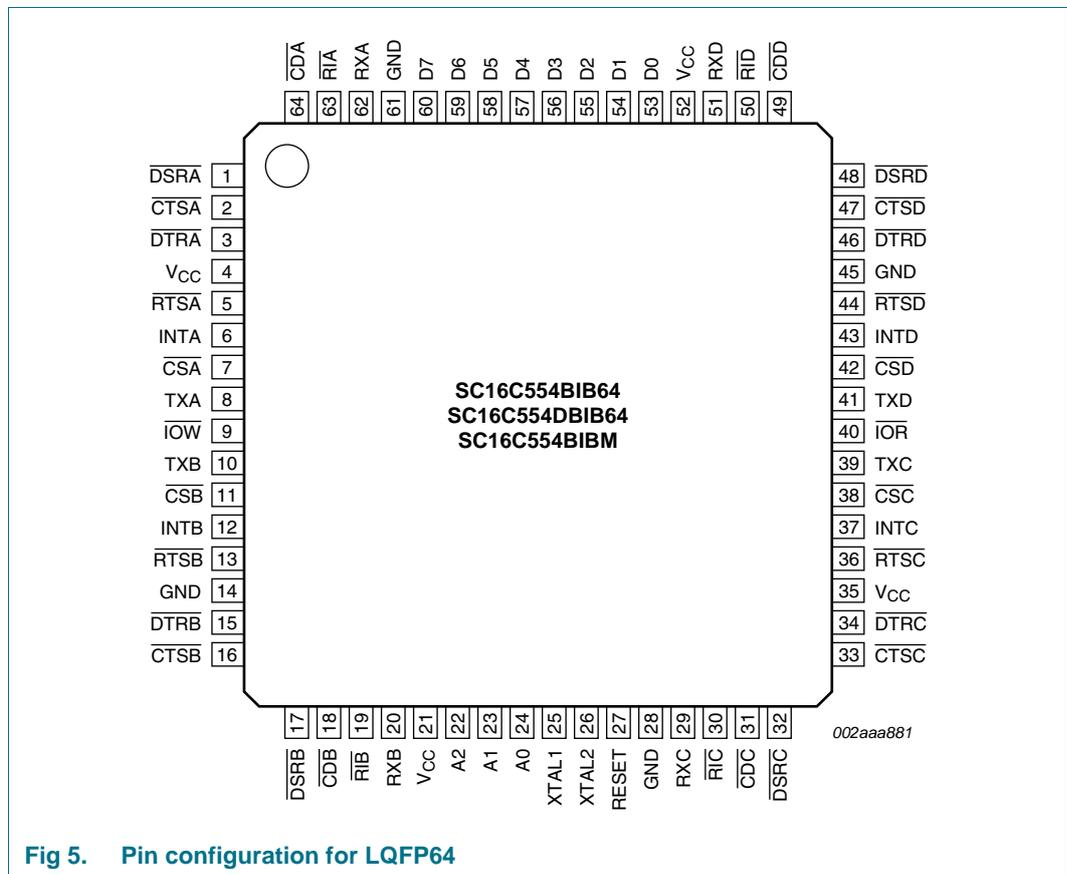 CDA RIA RXA GND D7 D6 D5 D4 D3 D2 D1 D0 VCC RXD RID CDD
64 63 62 61 60 59 58 57 56 55 54 53 52 51 50 49
DSRA 1
CTSA 2
DTRA 3
VCC 4
RTSA 5
INTA 6
CSA 7
TXA 8
IOW 9
TXB 10
CSB 11
INTB 12
RTSB 13
GND 14
DTRB 15
CTSB 16
SC16C554BIB64
SC16C554DBIB64
SC16C554BIBM
48 DSRD
47 CTSD
46 DTRD
45 GND
44 RTSD
43 INTD
42 CSD
41 TXD
40 IOR
39 TXC
38 CSC
37 INTC
36 RTSC
35 VCC
34 DTRC
33 CTSC
17 18 19 20 21 22 23 24 25 26 27 28 29 30 31 32
DSRB CDB RIB RXB VCC A2 A1 A0 XTAL1 XTAL2 RESET GND RXC RIC CDC DSRC
002aaa881
Fig 5. Pin configuration for LQFP64